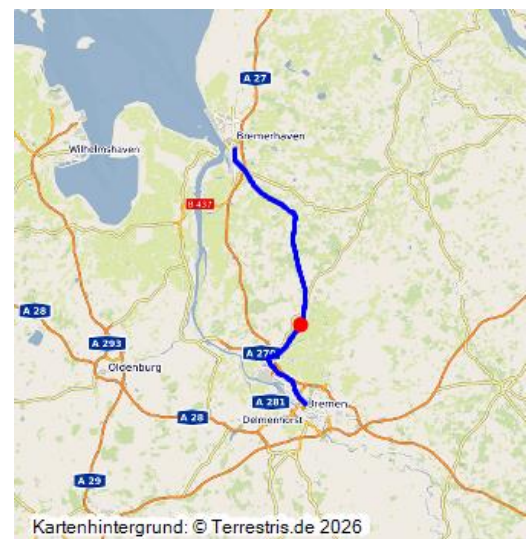 A 27
Bremerhaven
Wilhelmshaven
B 437
A 28
A 293
A 270
Oldenburg
A 281
Bremen
Delmenhorst
A 28
A 29
Kartenhintergrund: © Terrestris.de 2026